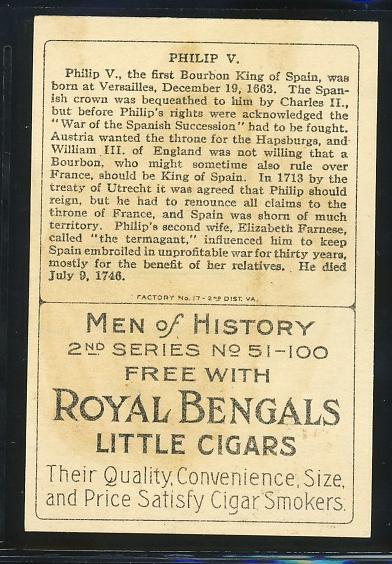 PHILIP V.
Philip V., the first Bourbon King of Spain, was
born at Versailles, December 19, 1663. The Span-
ish crown was bequeathed to him by Charles II.,
but before Philip's rights were acknowledged the
"War of the Spanish Succession" had to be fought.
Austria wanted the throne for the Hapsburgs, and
William III. of England was not willing that a
Bourbon, who might sometime also rule over
France, should be King of Spain. In 1713 by the
treaty of Utrecht it was agreed that Philip should
reign, but he had to renounce all claims to the
throne of France, and Spain was shorn of much
territory. Philip's second wife, Elizabeth Farnese,
called "the termagant," influenced him to keep
Spain embroiled in unprofitable war for thirty years,
mostly for the benefit of her relatives. He died
July 9, 1746.
FACTORY No. 17-2ND DIST. VA.
MEN of HISTORY
2ND SERIES NO 51-100
FREE WITH
ROYAL BENGALS
LITTLE CIGARS
Their Quality, Convenience, Size,
and Price Satisfy Cigar Smokers.